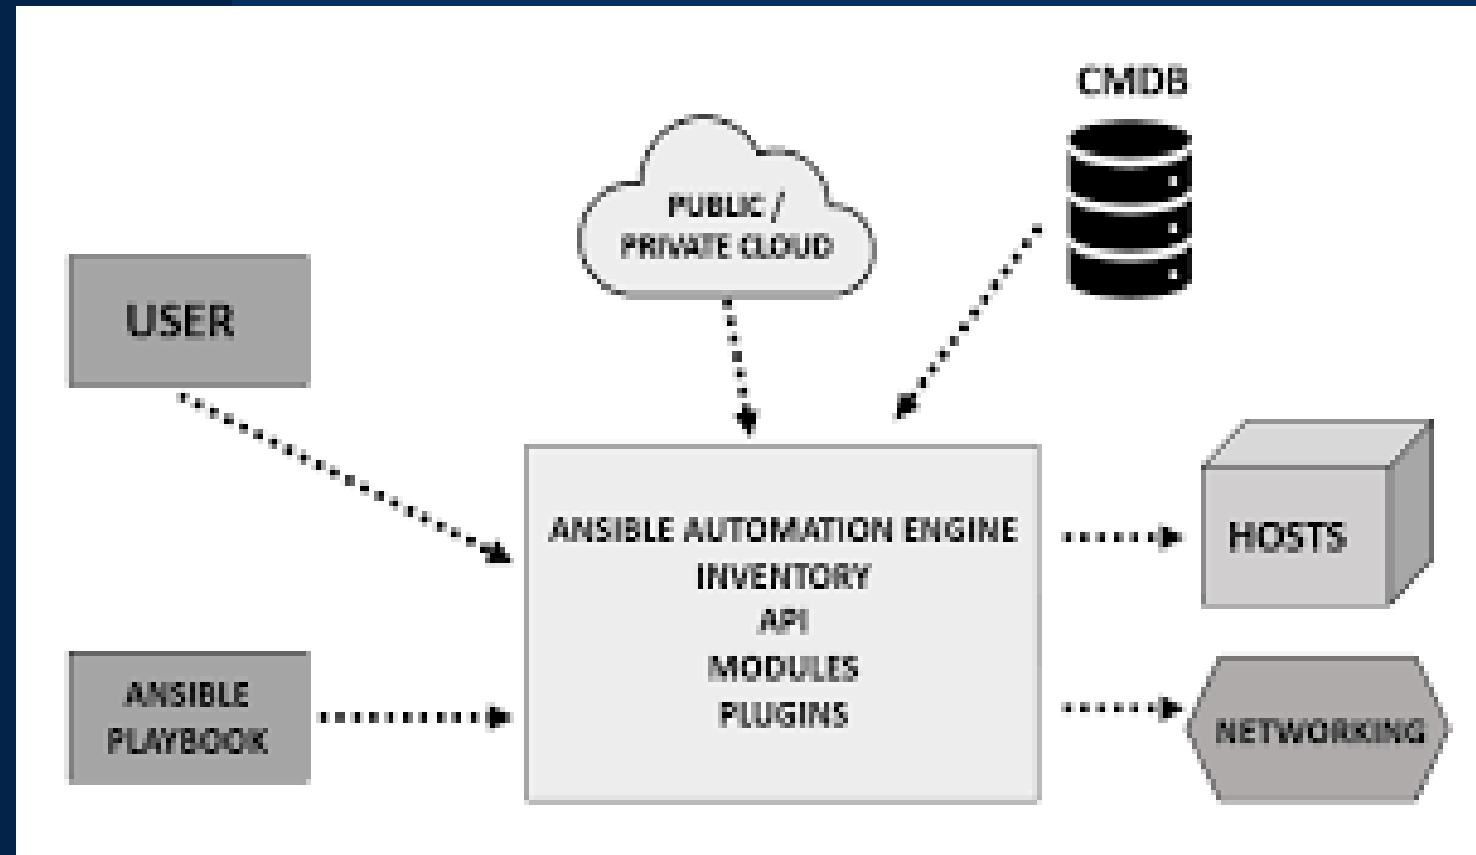 CMDB
PUBLIC /
PRIVATE CLOUD
USER
ANSIBLE AUTOMATION ENGINE
INVENTORY
API
MODULES
PLUGINS
HOSTS
ANSIBLE
PLAYBOOK
NETWORKING